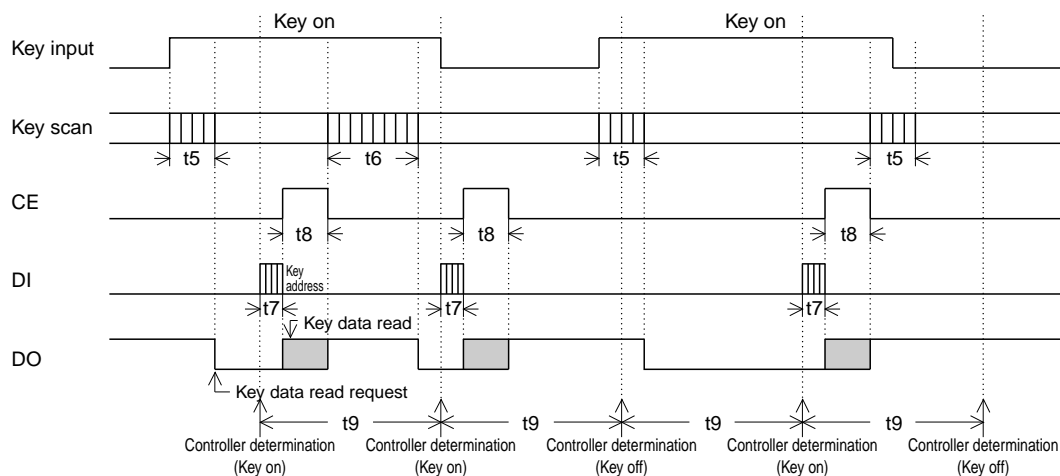 Key on
Key on
Key input
Key scan
t5
t6
t5
t5
CE
t8
t8
t8
DI
Key
address
t7
t7
t7
Key data read
DO
Key data read request
t9
t9
t9
t9
Controller determination
(Key on)
Controller determination
(Key on)
Controller determination
(Key off)
Controller determination
(Key on)
Controller determination
(Key off)